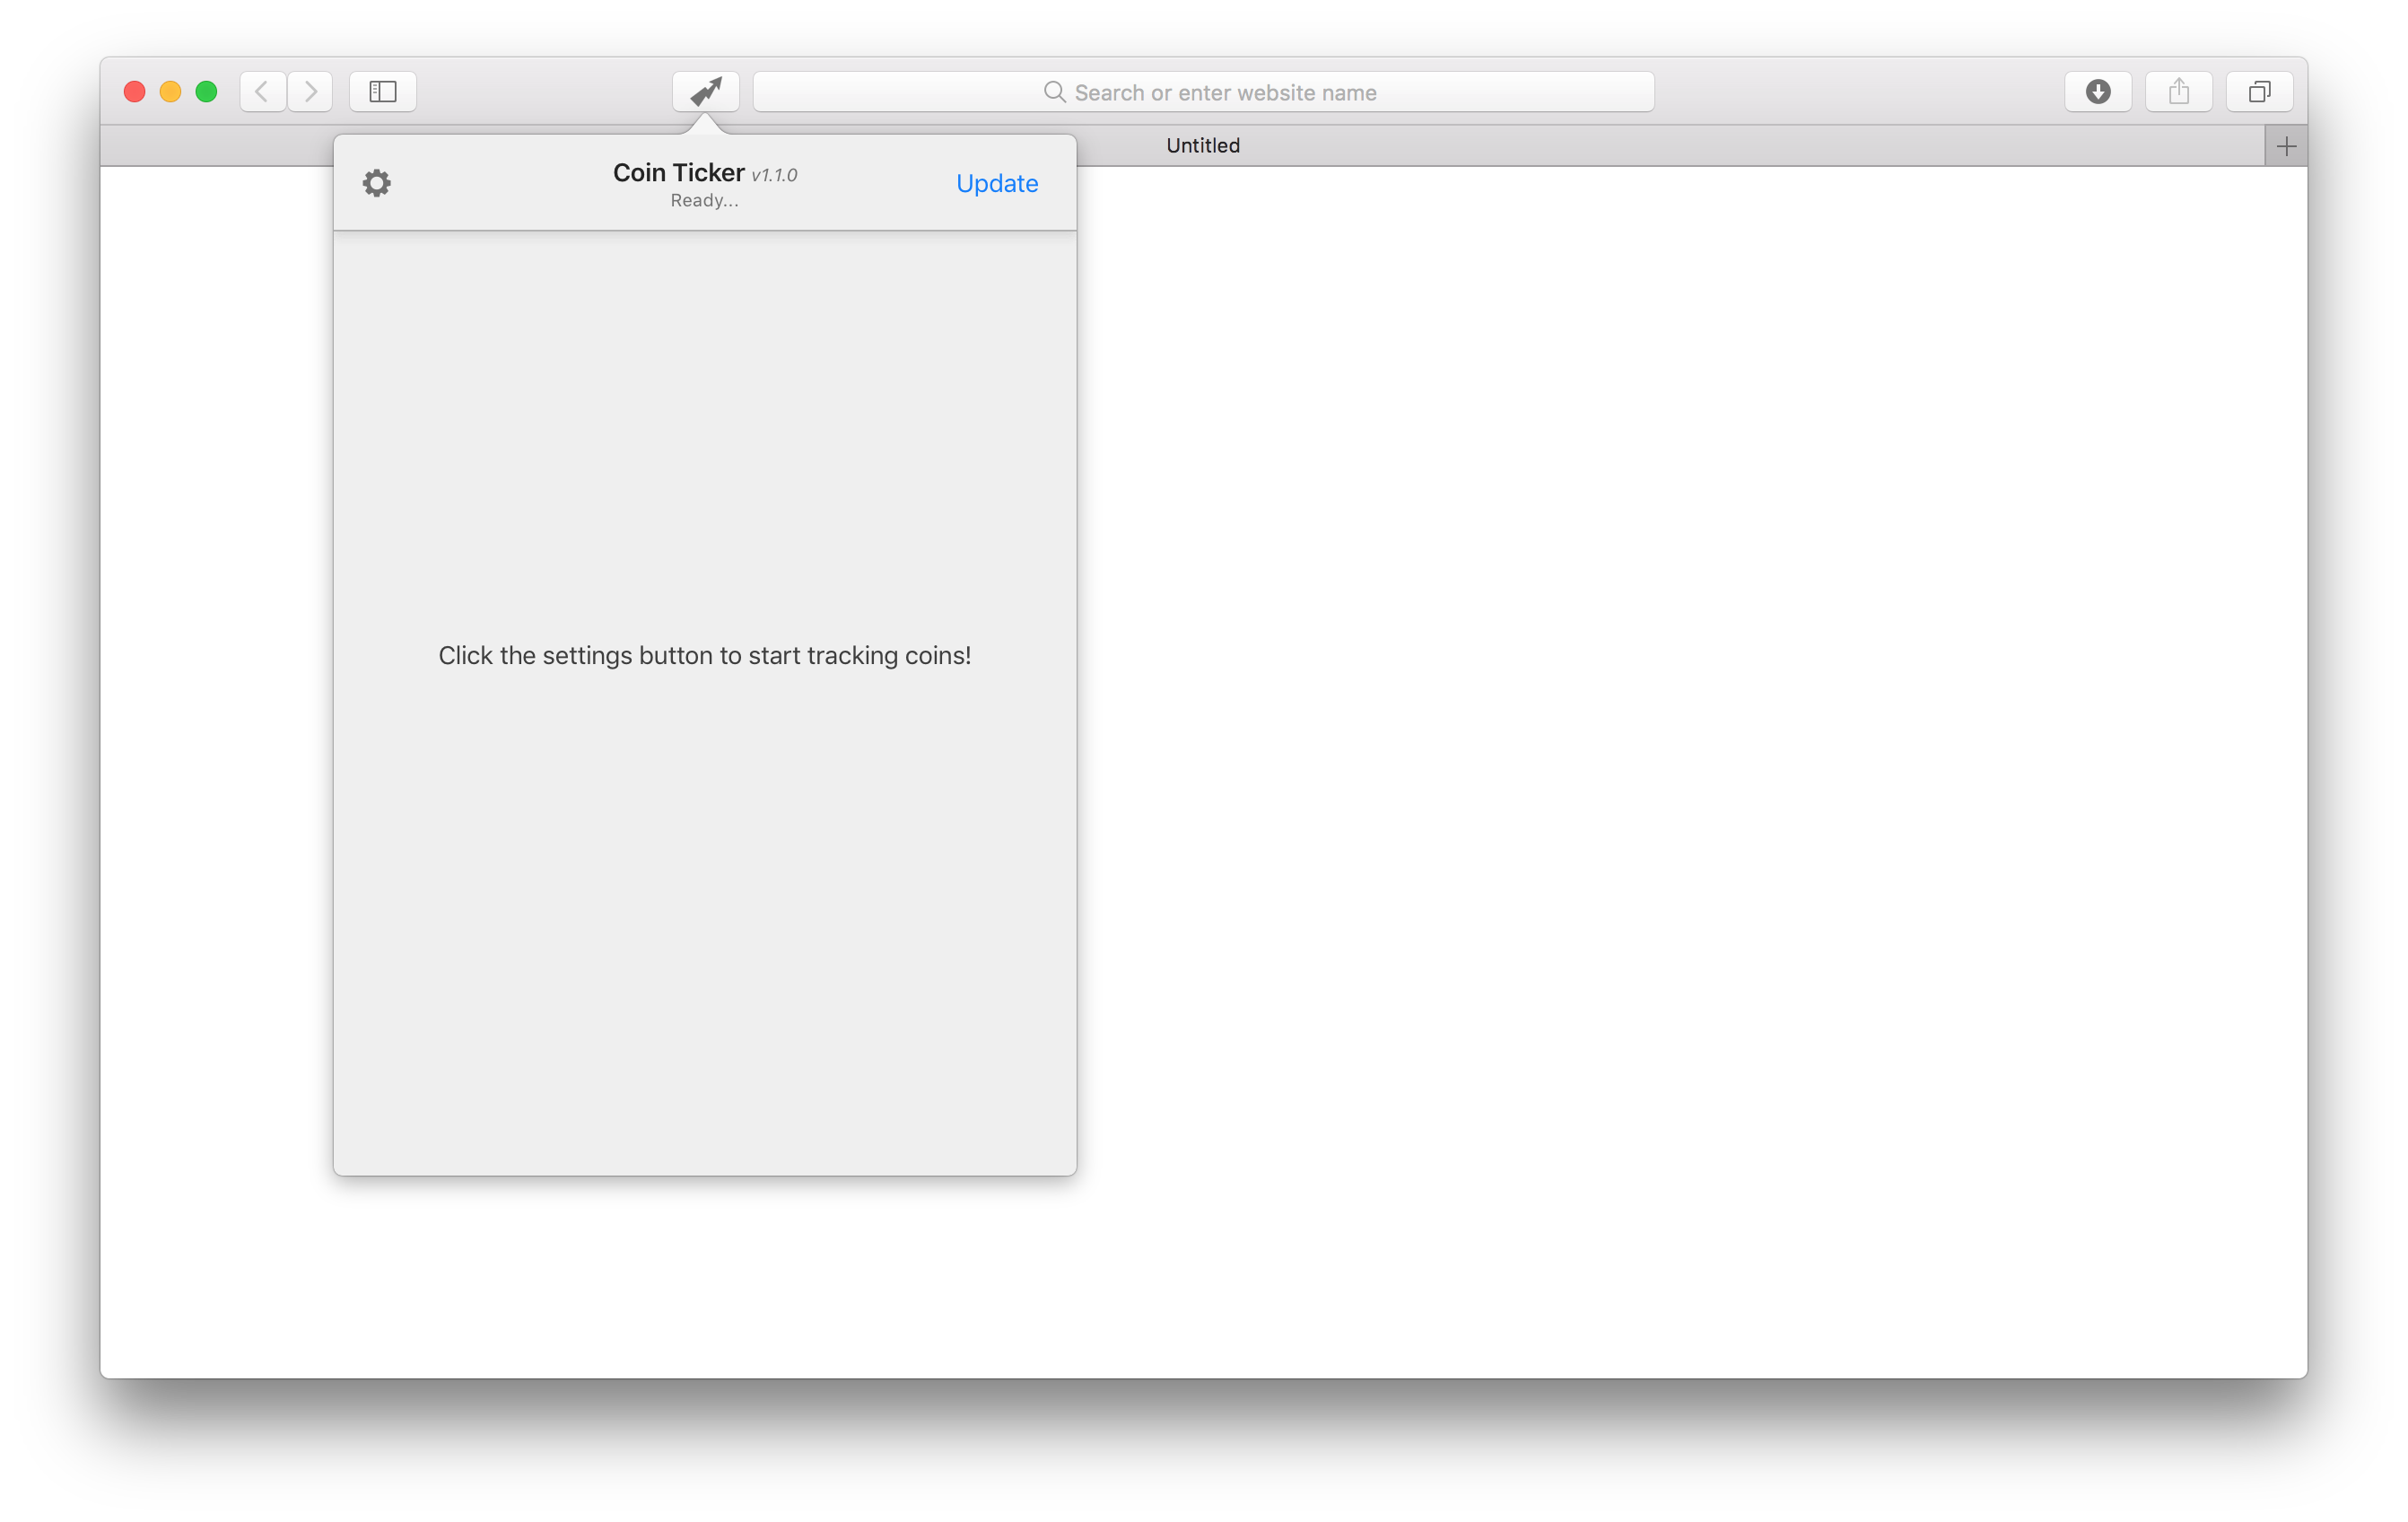 Search or enter website name
Untitled
Coin Ticker v1.1.0
Ready...
Update
Click the settings button to start tracking coins!